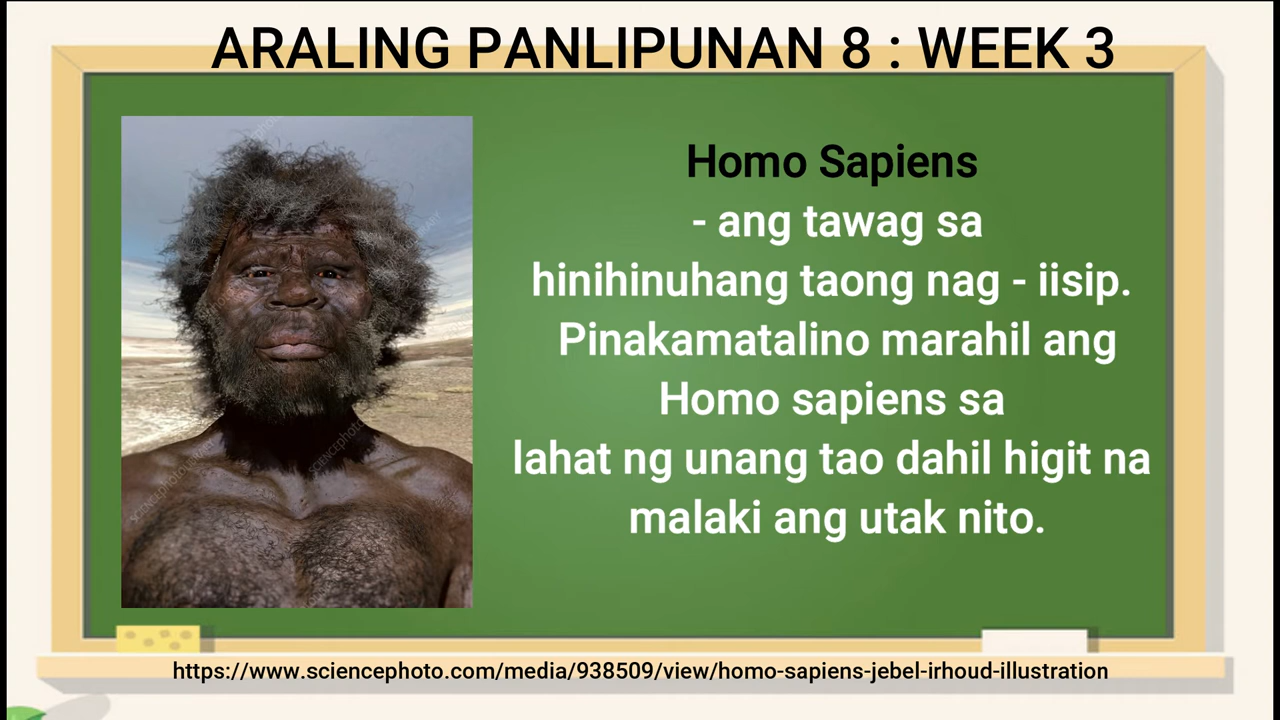 ARALING PANLIPUNAN 8 : WEEK 3
Homo Sapiens
- ang tawag sa
hinihinuhang taong nag - iisip.
Pinakamatalino marahil ang
Homo sapiens sa
lahat ng unang tao dahil higit na
malaki ang utak nito.
https://www.sciencephoto.com/media/938509/view/homo-sapiens-jebel-irhoud-illustration